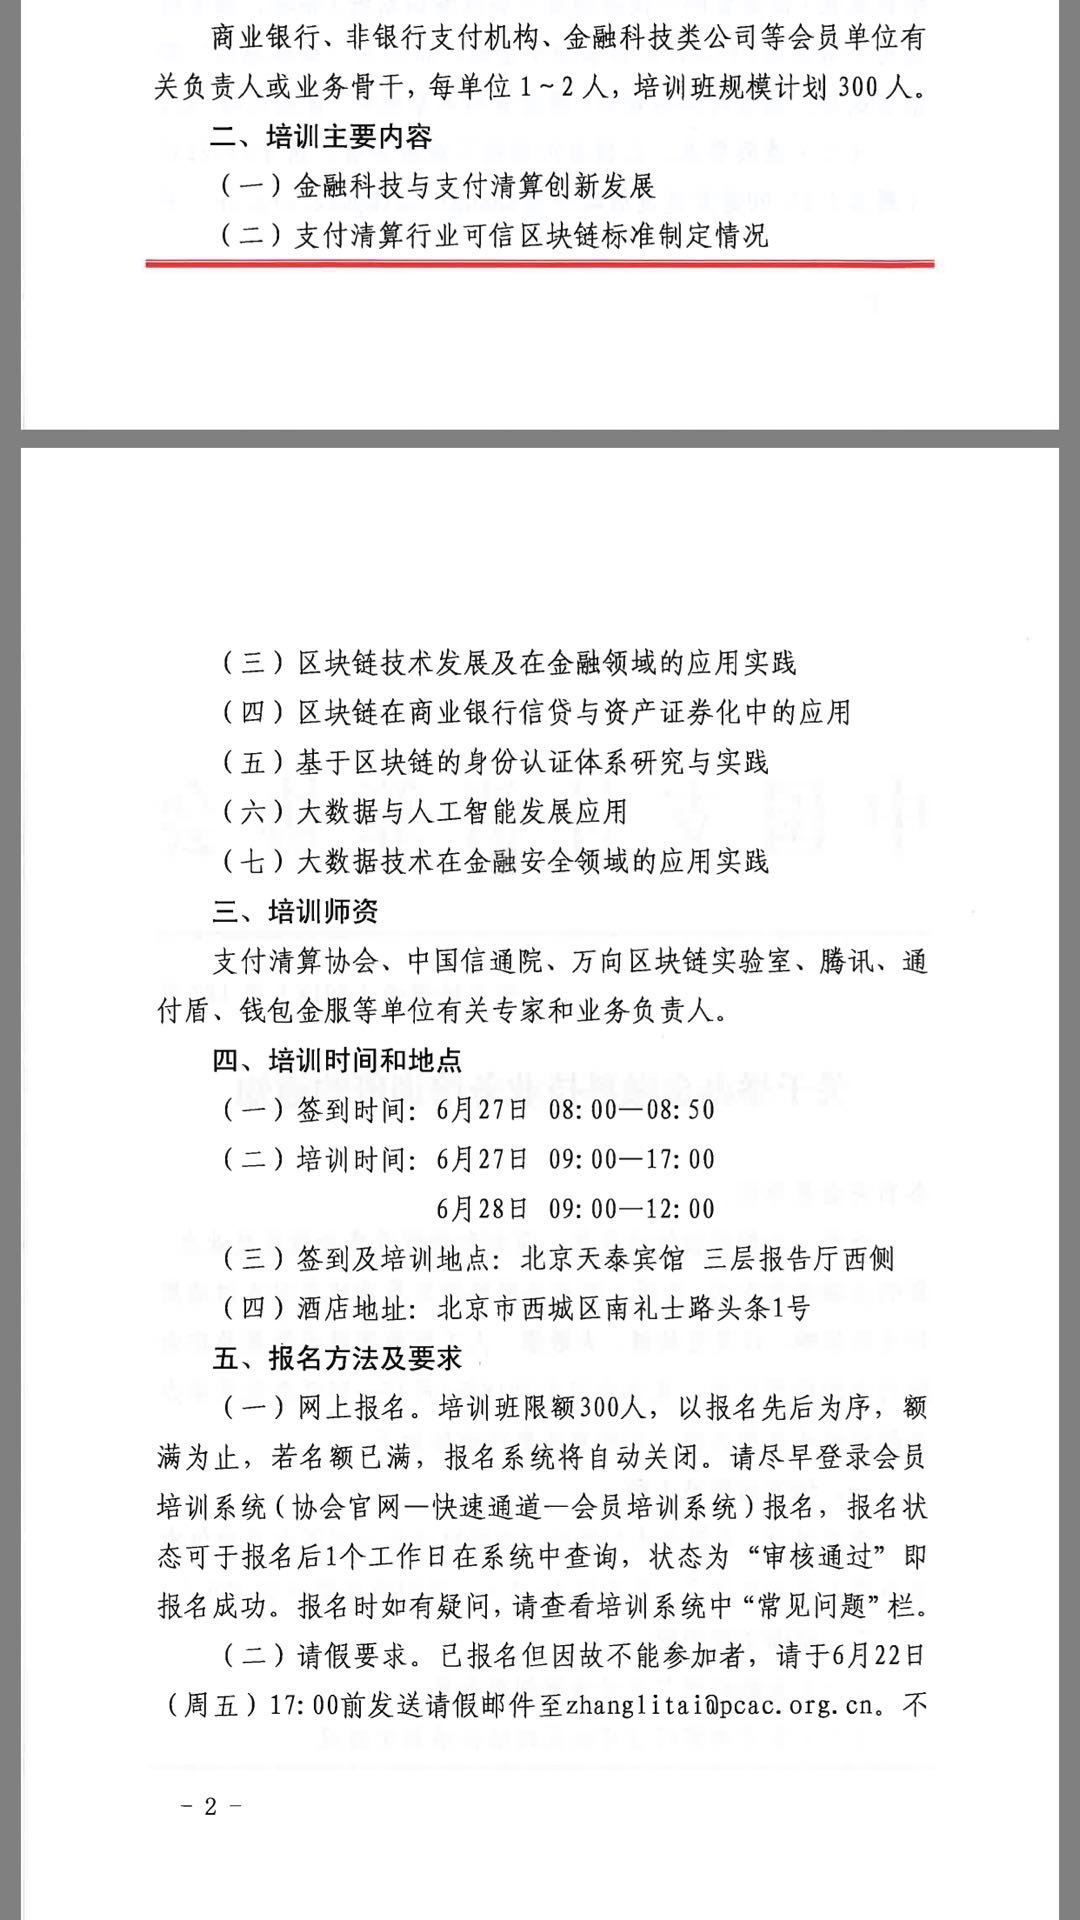 商业银行、非银行支付机构、金融科技类公司等会员单位有
关负责人或业务骨干，每单位1~2人，培训班规模计划300人。
二、培训主要内容
（一）金融科技与支付清算创新发展
（二）支付清算行业可信区块链标准制定情况
（三）区块链技术发展及在金融领域的应用实践
（四）区块链在商业银行信贷与资产证券化中的应用
（五）基于区块链的身份认证体系研究与实践
（六）大数据与人工智能发展应用
（七）大数据技术在金融安全领域的应用实践
三、培训师资
支付清算协会、中国信通院、万向区块链实验室、腾讯、通
付盾、钱包金服等单位有关专家和业务负责人。
四、培训时间和地点
（一）签到时间：6月27日 08:00—08:50
（二）培训时间：6月27日 09:00—17:00
6月28日 09:00—12:00
（三）签到及培训地点：北京天泰宾馆 三层报告厅西侧
（四）酒店地址：北京市西城区南礼士路头条1号
五、报名方法及要求
（一）网上报名。培训班限额300人，以报名先后为序，额
满为止，若名额已满，报名系统将自动关闭。请尽早登录会员
培训系统（协会官网—快速通道—会员培训系统）报名，报名状
态可于报名后1个工作日在系统中查询，状态为“审核通过”即
报名成功。报名时如有疑问，请查看培训系统中“常见问题”栏。
（二）请假要求。已报名但因故不能参加者，请于6月22日
（周五）17:00前发送请假邮件至zhanglitai@pcac.org.cn。不
- 2 -